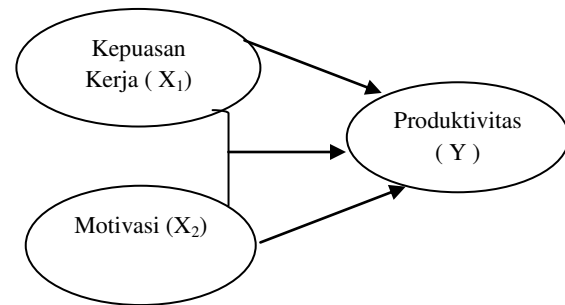 Kepuasan
Kerja ( X₁)
Produktivitas
( Y )
Motivasi (X₂)